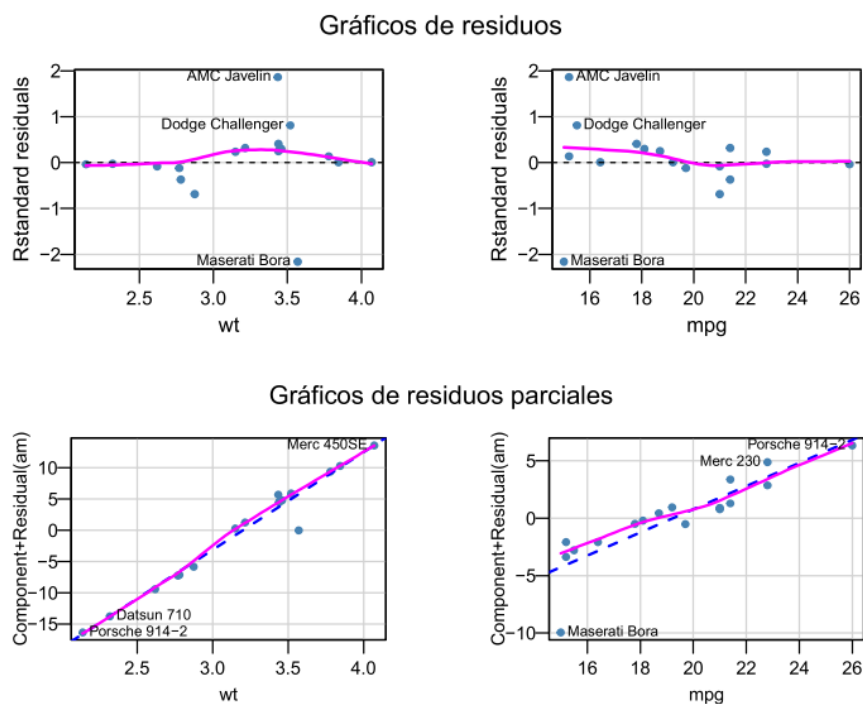 Gráficos de residuos
Rstandard residuals
2
1
0
−1
−2
AMC Javelin
Dodge Challenger
Maserati Bora
2.5 3.0 3.5 4.0
wt
Rstandard residuals
2
1
0
−1
−2
AMC Javelin
Dodge Challenger
Maserati Bora
16 18 20 22 24 26
mpg
Gráficos de residuos parciales
Component+Residual(am)
10
5
0
−5
−10
−15
Merc 450SE
Datsun 710
Porsche 914−2
2.5 3.0 3.5 4.0
wt
Component+Residual(am)
5
0
−5
−10
Porsche 914−2
Merc 230
Maserati Bora
16 18 20 22 24 26
mpg